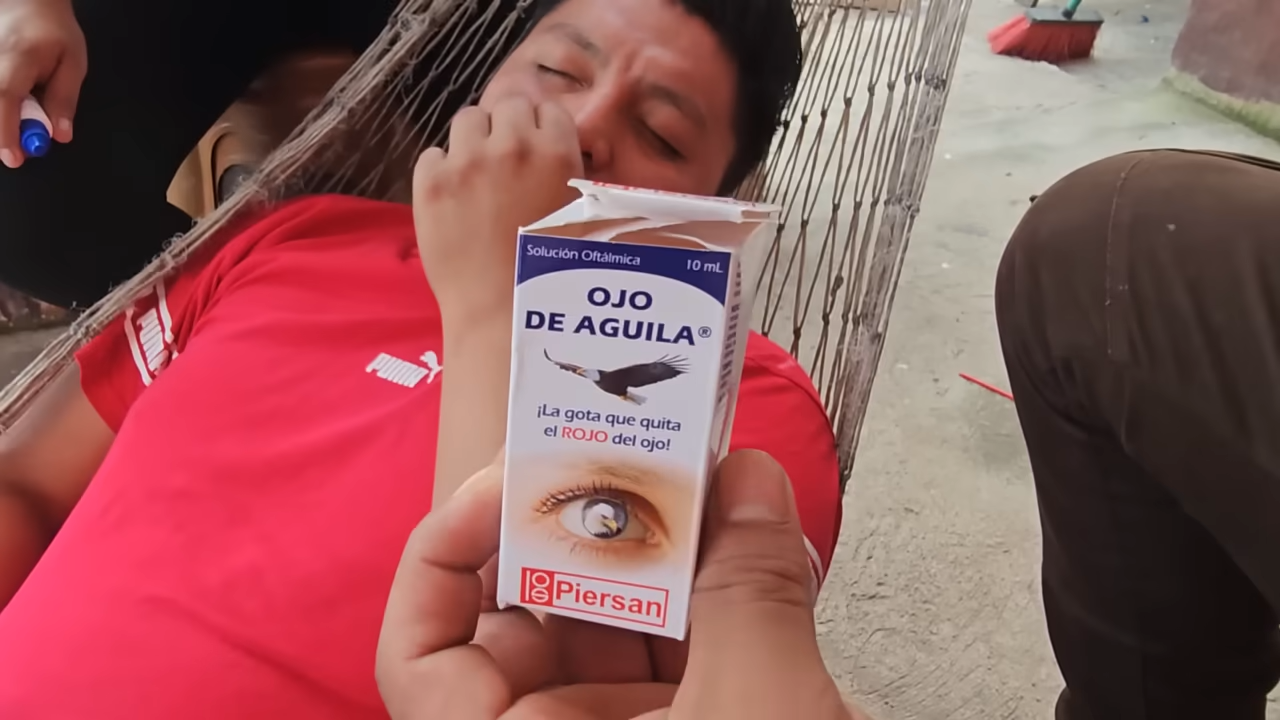 Solución Oftálmica 10 mL
OJO
DE AGUILA®
¡La gota que quita
el ROJO del ojo!
Piersan
PUMA